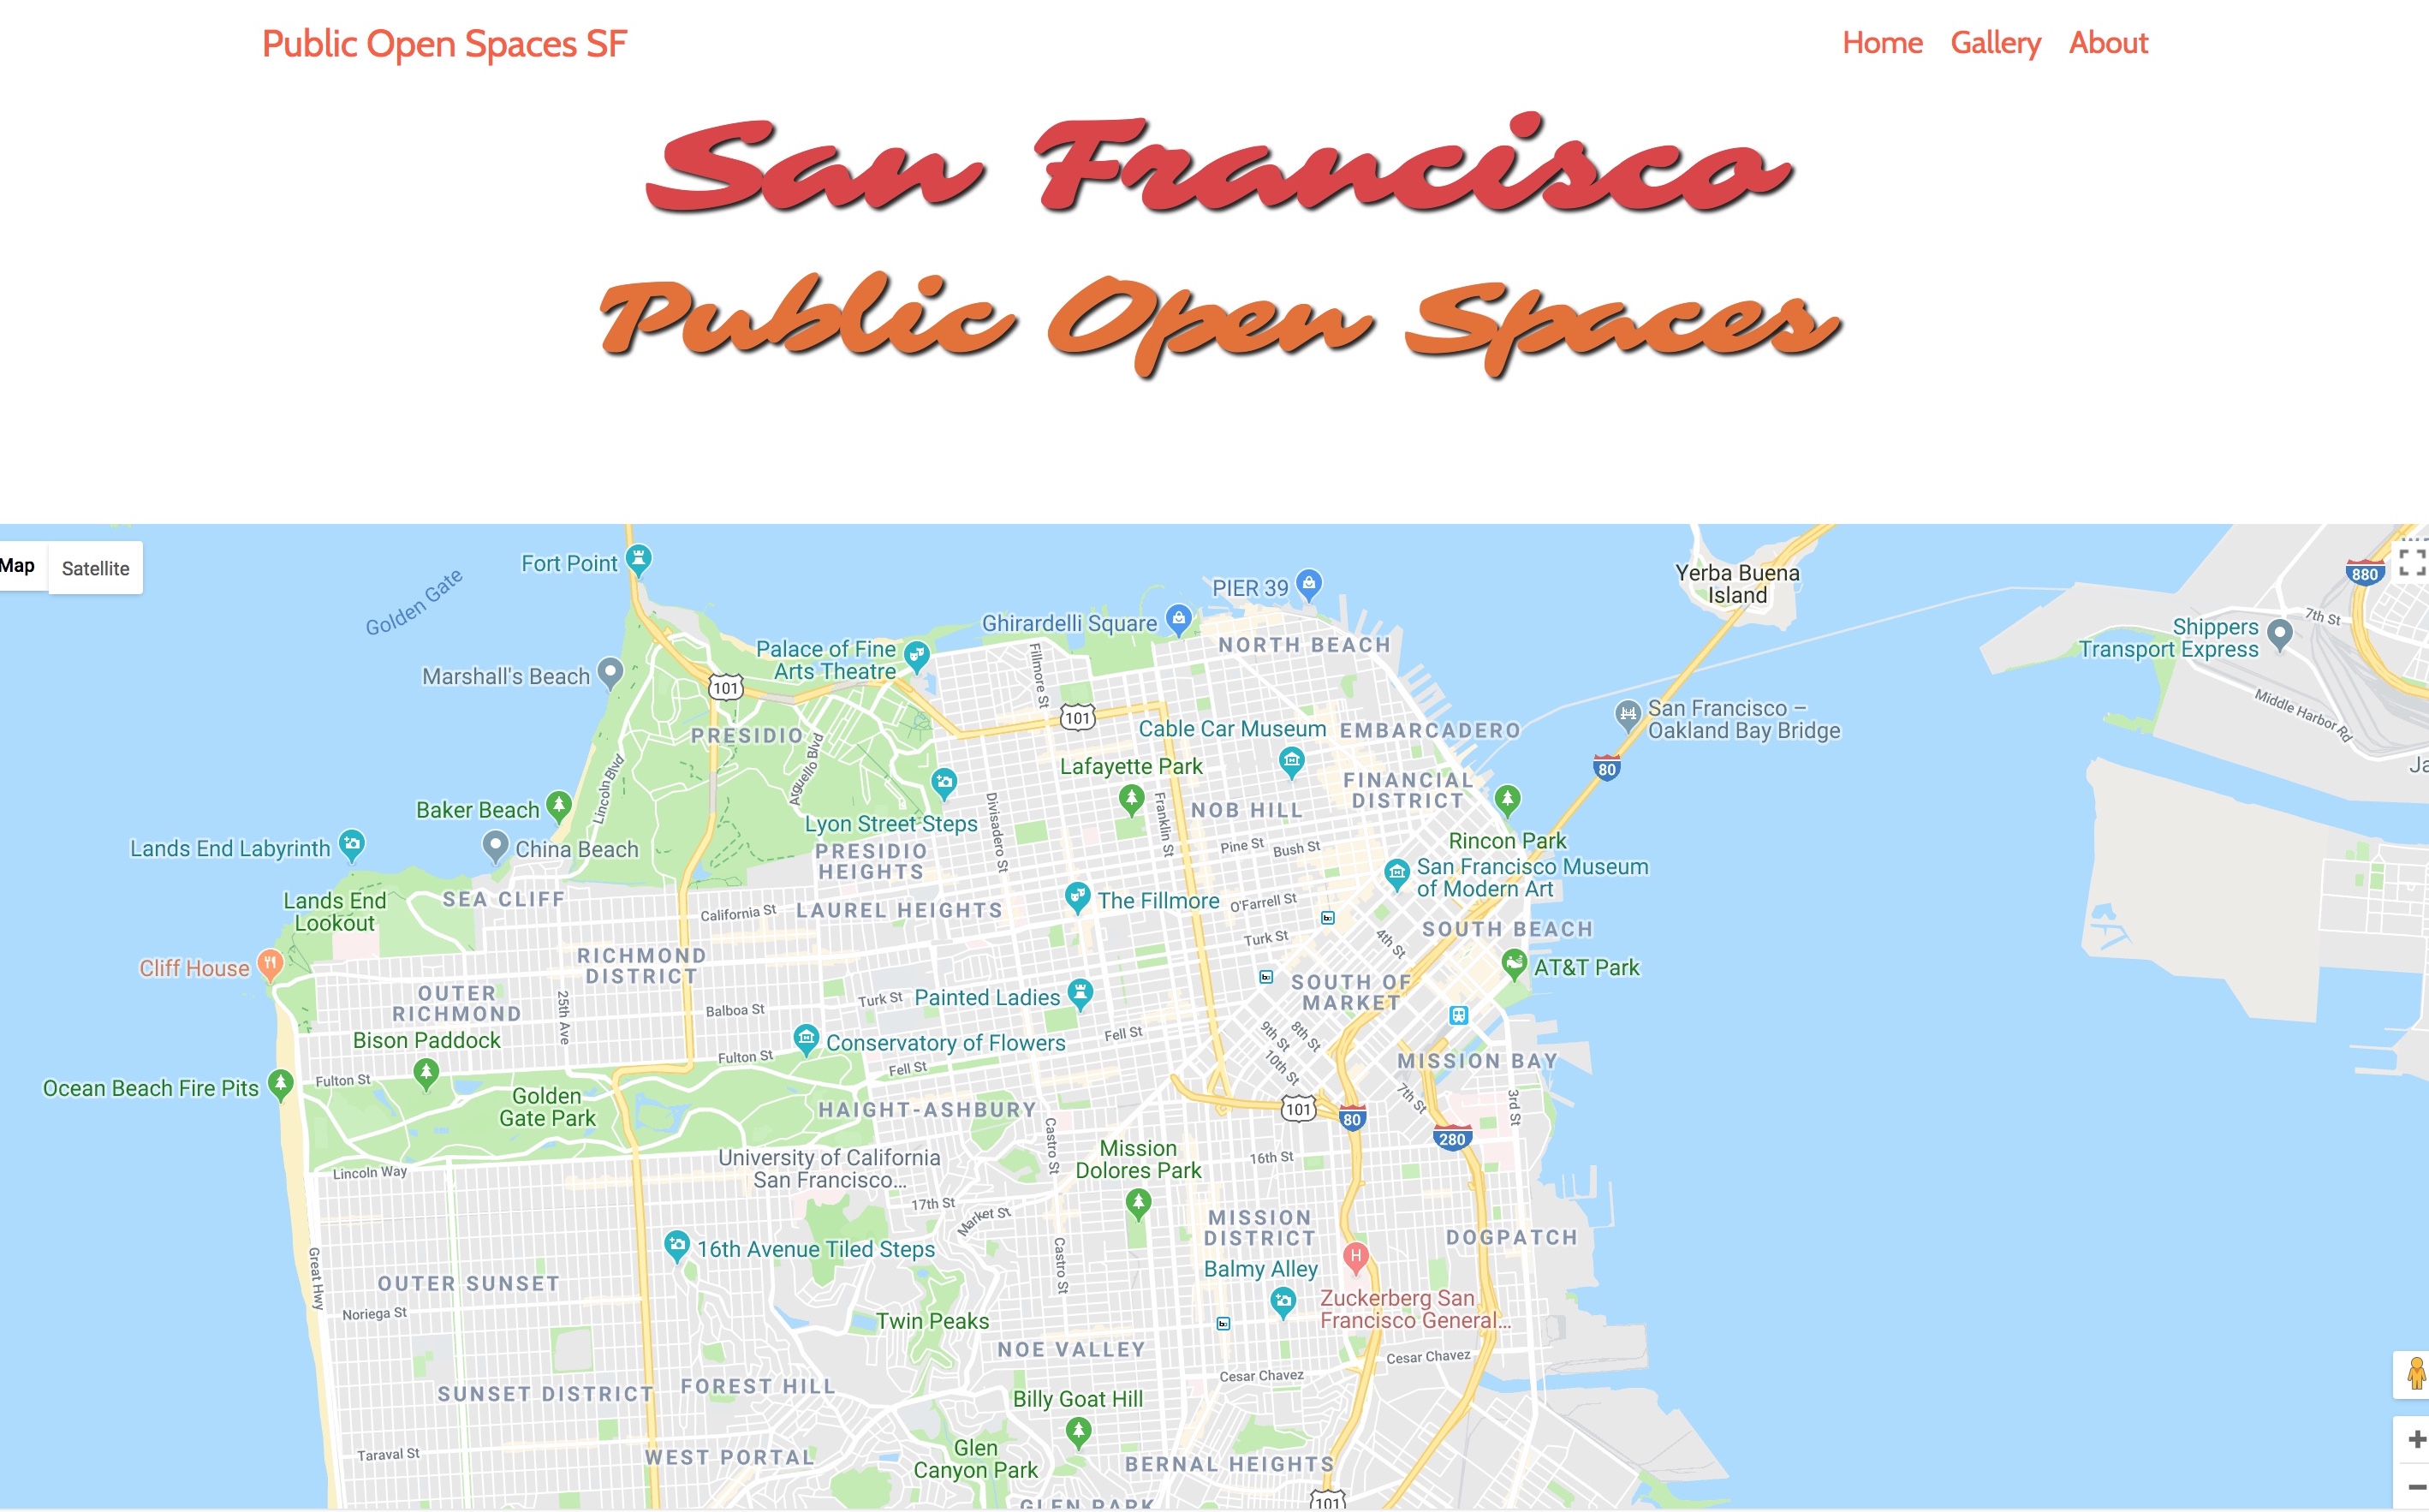 Public Open Spaces SF
Home Gallery About
San Francisco
Public Open Spaces
Map
Satellite
Fort Point
Golden Gate
PIER 39
Yerba Buena
Island
880
Ghirardelli Square
NORTH BEACH
7th St
Shippers
Transport Express
Palace of Fine
Arts Theatre
Fillmore St
Marshall's Beach
101
101
Middle Harbor Rd
San Francisco –
Oakland Bay Bridge
PRESIDIO
Cable Car Museum
EMBARCADERO
Arguello Blvd
Lafayette Park
80
Lincoln Blvd
FINANCIAL
DISTRICT
Baker Beach
NOB HILL
Divisadero St
Franklin St
Lyon Street Steps
Rincon Park
Lands End Labyrinth
China Beach
PRESIDIO
HEIGHTS
Pine St
Bush St
San Francisco Museum
of Modern Art
SEA CLIFF
Lands End
Lookout
California St
LAUREL HEIGHTS
The Fillmore
O'Farrell St
SOUTH BEACH
4th St
Turk St
RICHMOND
DISTRICT
Cliff House
AT&T Park
OUTER
RICHMOND
SOUTH OF
MARKET
25th Ave
Balboa St
Turk St
Painted Ladies
Fell St
9th St
8th St
10th St
Bison Paddock
Conservatory of Flowers
Fulton St
Fell St
MISSION BAY
Fulton St
Ocean Beach Fire Pits
Golden
Gate Park
HAIGHT-ASHBURY
7th St
3rd St
101
80
280
Castro St
Mission
Dolores Park
University of California
San Francisco...
16th St
Lincoln Way
17th St
Market St
MISSION
DISTRICT
DOGPATCH
16th Avenue Tiled Steps
H
Castro St
Great Hwy
OUTER SUNSET
Balmy Alley
Zuckerberg San
Francisco General...
Noriega St
Twin Peaks
NOE VALLEY
Cesar Chavez
Cesar Chavez
SUNSET DISTRICT
FOREST HILL
Billy Goat Hill
Taraval St
WEST PORTAL
Glen
Canyon Park
BERNAL HEIGHTS
GLEN PARK
101